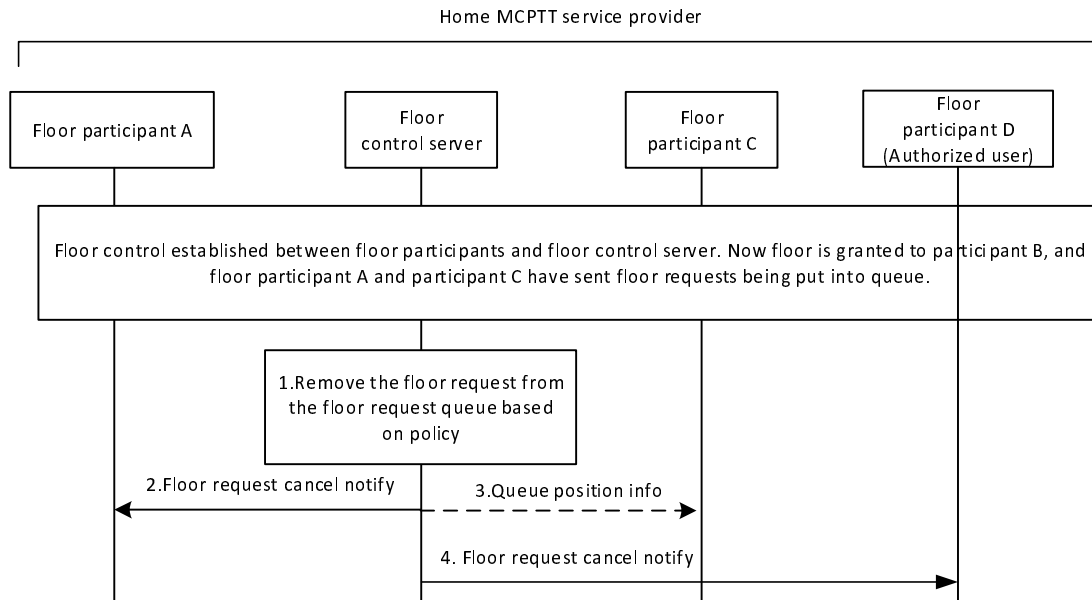 Home MCPTT service provider
Floor participant A
Floor
control server
Floor
participant C
Floor
participant D
(Authorized user)
Floor control established between floor participants and floor control server. Now floor is granted to participant B, and
floor participant A and participant C have sent floor requests being put into queue.
1.Remove the floor request from
the floor request queue based
on policy
2.Floor request cancel notify
3.Queue position info
4. Floor request cancel notify